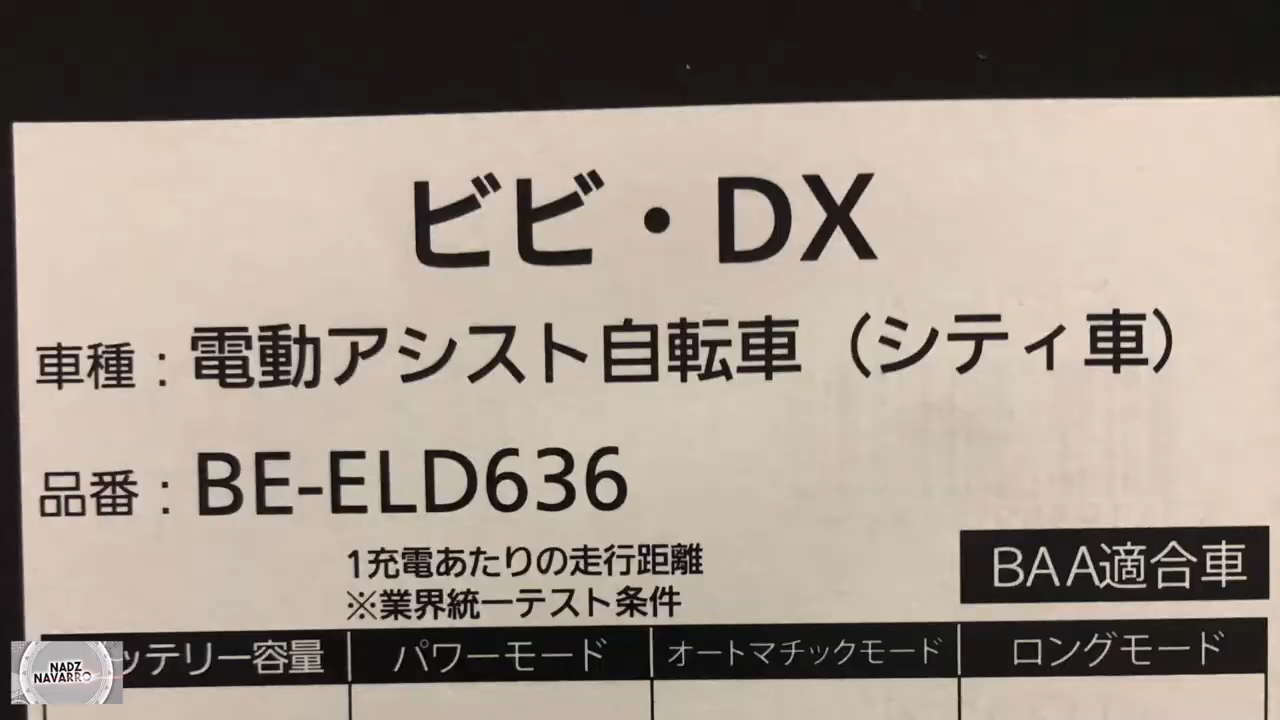 ビビ・DX
車種：電動アシスト自転車（シティ車）
品番：BE-ELD636
1充電あたりの走行距離
※業界統一テスト条件
BAA適合車
ッテリー容量 パワーモード オートマチックモード ロングモード
NADZ
NAVARRO